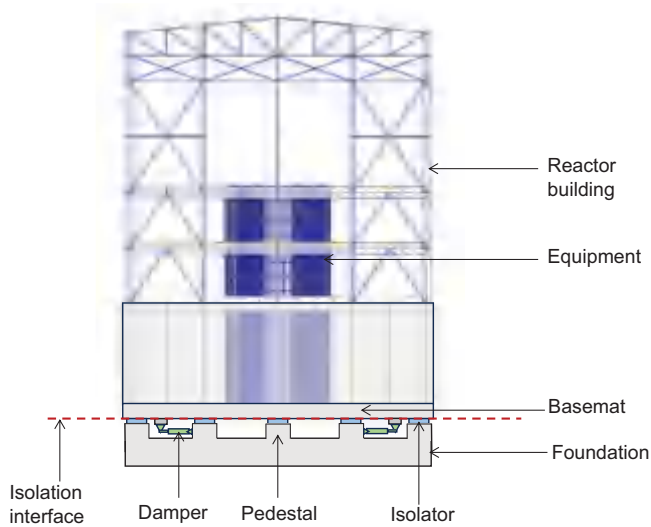 Reactor
building
Equipment
Basemat
Foundation
Isolation
interface
Damper
Pedestal
Isolator